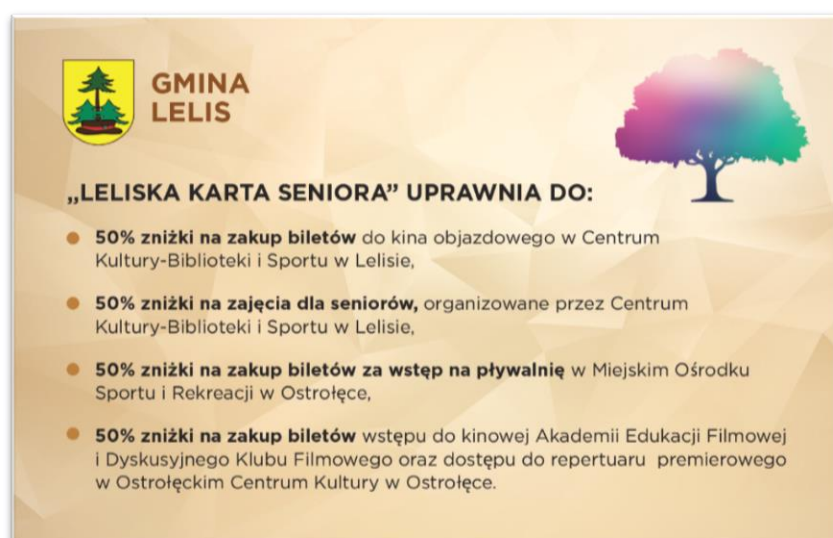 GMINA
LELIS
„LELISKA KARTA SENIORA” UPRAWNIA DO:
50% zniżki na zakup biletów do kina objazdowego w Centrum
Kultury-Biblioteki i Sportu w Lelisie,
50% zniżki na zajęcia dla seniorów, organizowane przez Centrum
Kultury-Biblioteki i Sportu w Lelisie,
50% zniżki na zakup biletów za wstęp na pływalnię w Miejskim Ośrodku
Sportu i Rekreacji w Ostrołęce,
50% zniżki na zakup biletów wstępu do kinowej Akademii Edukacji Filmowej
i Dyskusyjnego Klubu Filmowego oraz dostępu do repertuaru premierowego
w Ostrołęckim Centrum Kultury w Ostrołęce.